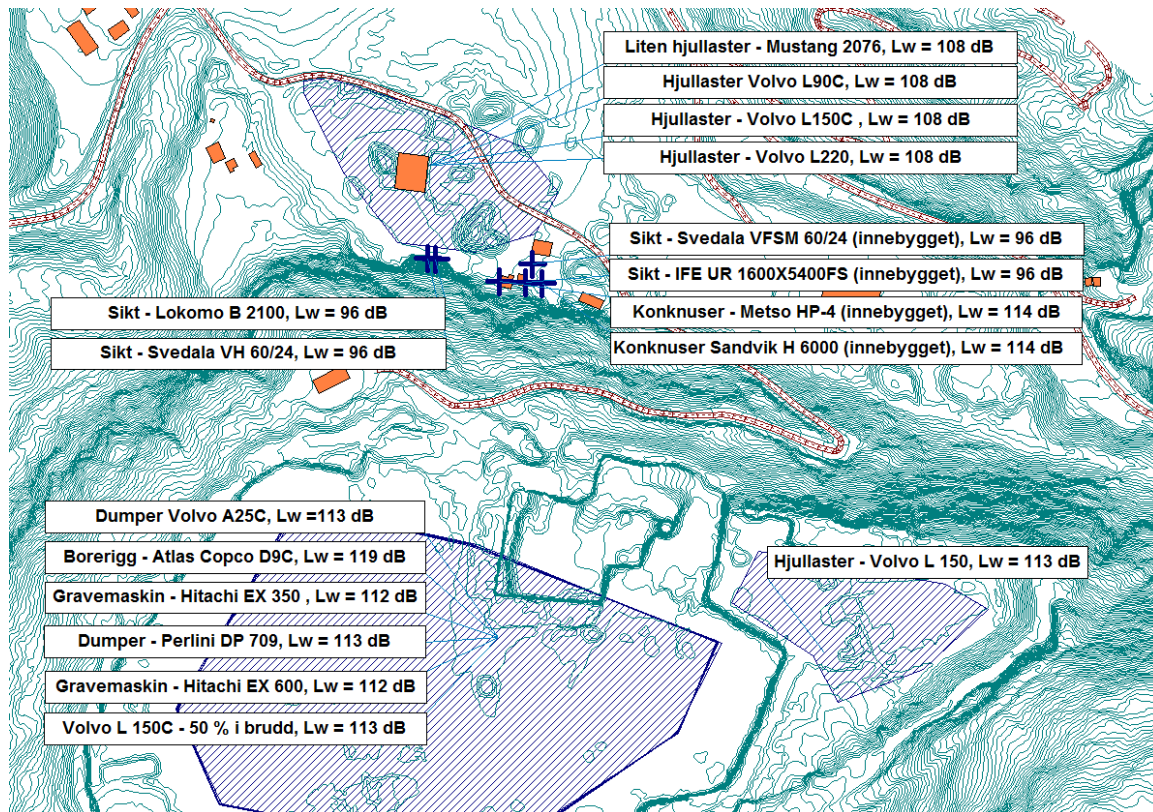 Liten hjullaster - Mustang 2076, Lw = 108 dB
Hjullaster Volvo L90C, Lw = 108 dB
Hjullaster - Volvo L150C , Lw = 108 dB
Hjullaster - Volvo L220, Lw = 108 dB
Sikt - Svedala VFSM 60/24 (innebygget), Lw = 96 dB
Sikt - IFE UR 1600X5400FS (innebygget), Lw = 96 dB
Konknuser - Metso HP-4 (innebygget), Lw = 114 dB
Konknuser Sandvik H 6000 (innebygget), Lw = 114 dB
Sikt - Lokomo B 2100, Lw = 96 dB
Sikt - Svedala VH 60/24, Lw = 96 dB
Dumper Volvo A25C, Lw =113 dB
Borerigg - Atlas Copco D9C, Lw = 119 dB
Gravemaskin - Hitachi EX 350 , Lw = 112 dB
Dumper - Perlini DP 709, Lw = 113 dB
Gravemaskin - Hitachi EX 600, Lw = 112 dB
Volvo L 150C - 50 % i brudd, Lw = 113 dB
Hjullaster - Volvo L 150, Lw = 113 dB